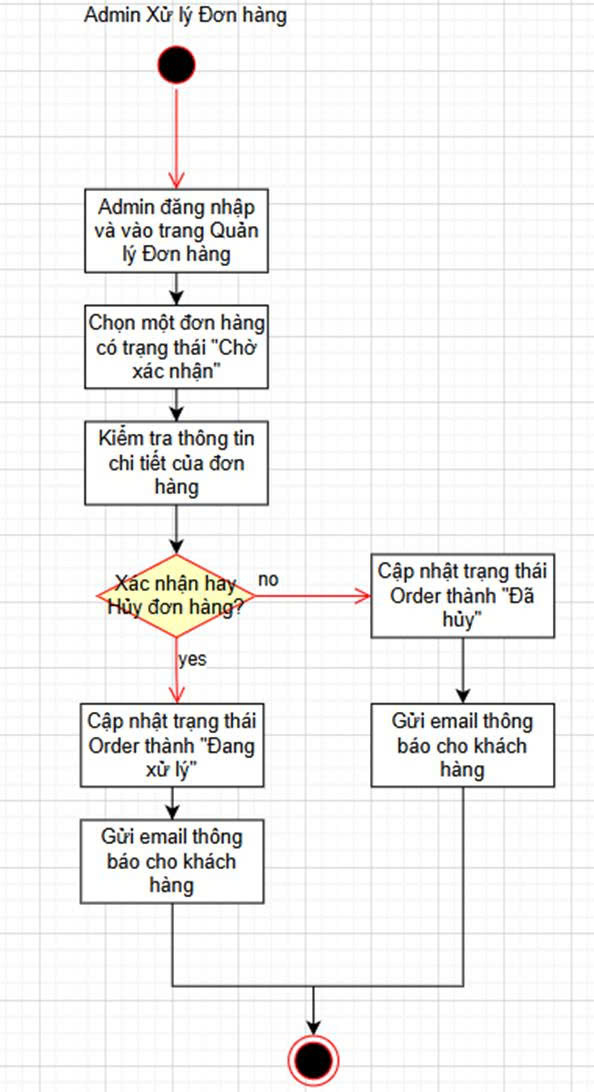 Admin Xử lý Đơn hàng
Admin đăng nhập
và vào trang Quản
lý Đơn hàng
Chọn một đơn hàng
có trạng thái "Chờ
xác nhận"
Kiểm tra thông tin
chi tiết của đơn
hàng
Xác nhận hay
Hủy đơn hàng?
no
Cập nhật trạng thái
Order thành "Đã
hủy"
yes
Cập nhật trạng thái
Order thành "Đang
xử lý"
Gửi email thông
báo cho khách
hàng
Gửi email thông
báo cho khách
hàng